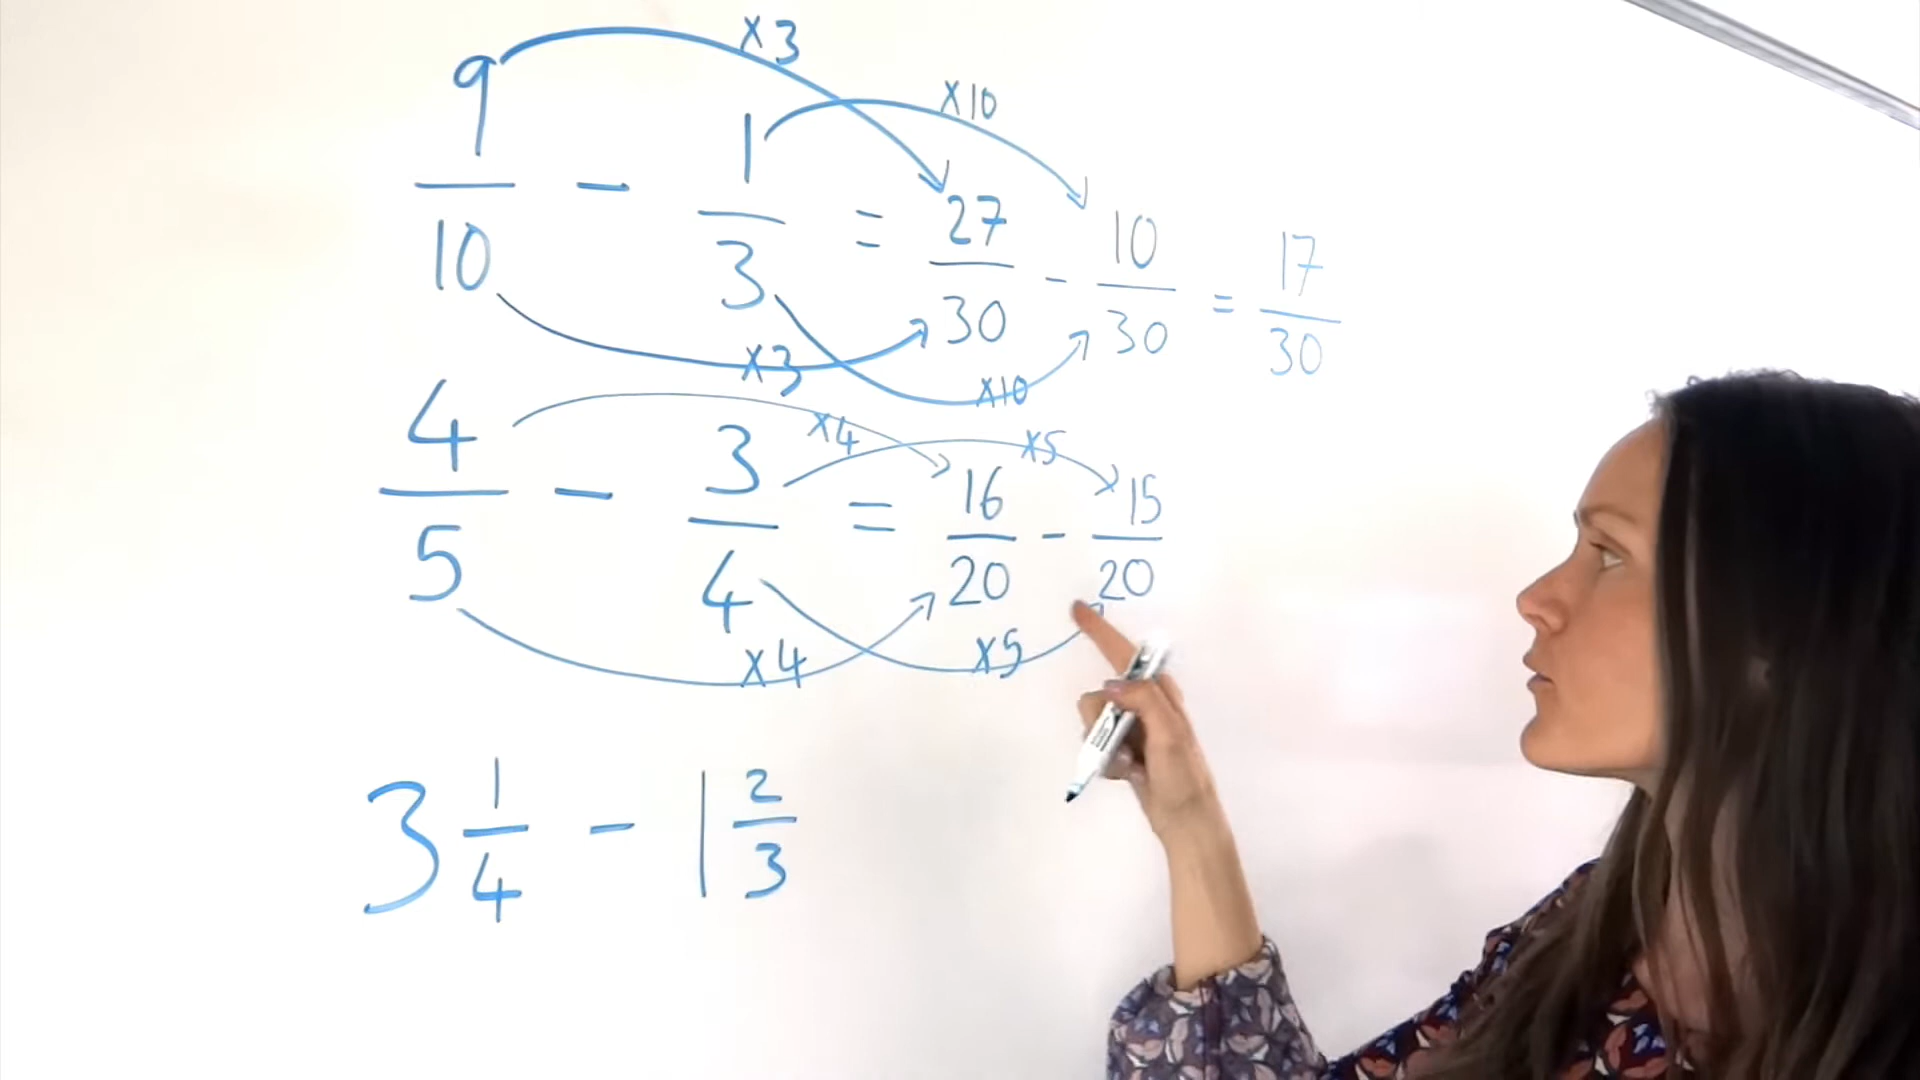 ×3
×10
9/10 - 1/3 = 27/30 - 10/30 = 17/30
×3
×10
×4
×5
4/5 - 3/4 = 16/20 - 15/20
×4
×5
3 1/4 - 1 2/3